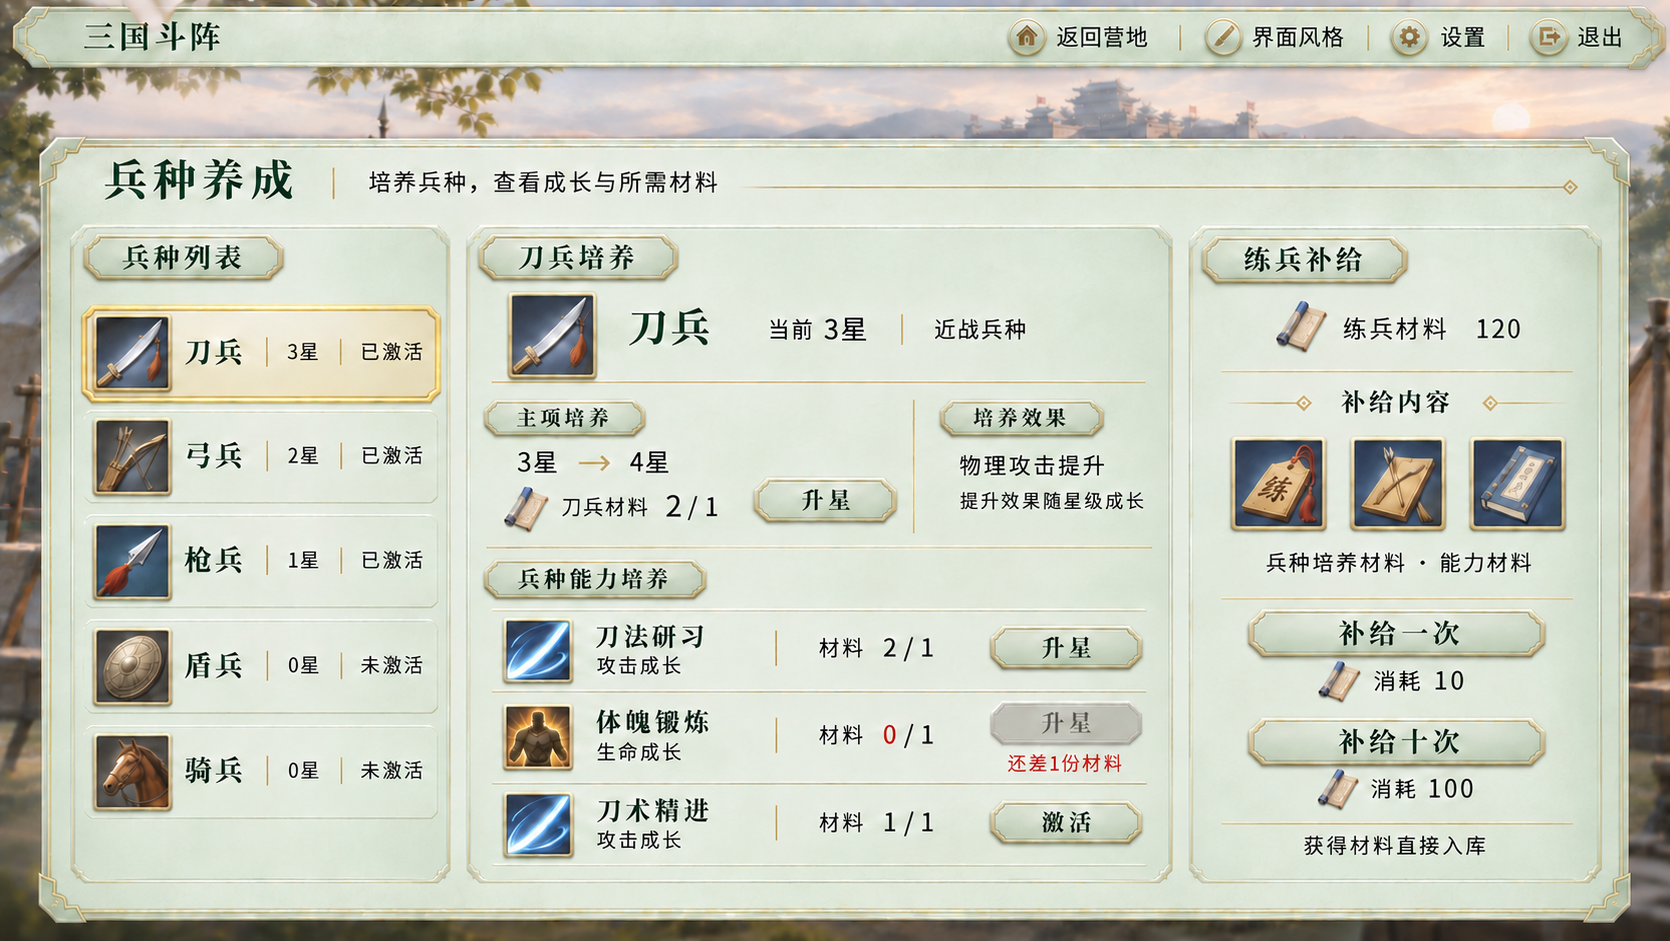 三国斗阵
返回营地
界面风格
设置
退出
兵种养成
培养兵种，查看成长与所需材料
兵种列表
刀兵 3星 已激活
弓兵 2星 已激活
枪兵 1星 已激活
盾兵 0星 未激活
骑兵 0星 未激活
刀兵培养
刀兵 当前 3星 近战兵种
主项培养
3星 → 4星
刀兵材料 2/1
升星
培养效果
物理攻击提升
提升效果随星级成长
兵种能力培养
刀法研习
攻击成长
材料 2/1
升星
体魄锻炼
生命成长
材料 0/1
升星
还差1份材料
刀术精进
攻击成长
材料 1/1
激活
练兵补给
练兵材料 120
补给内容
练
兵种培养材料·能力材料
补给一次
消耗 10
补给十次
消耗 100
获得材料直接入库